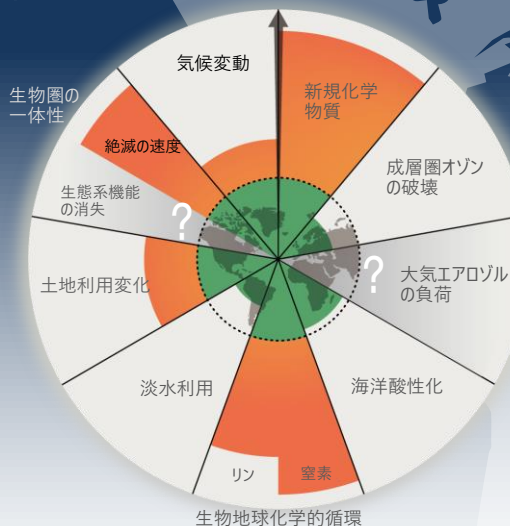 気候変動
新規化学
物質
成層圏オゾン
の破壊
?
大気エアロゾル
の負荷
海洋酸性化
窒素
リン
生物地球化学的循環
淡水利用
土地利用変化
?
生態系機能
の消失
絶滅の速度
生物圏の
一体性